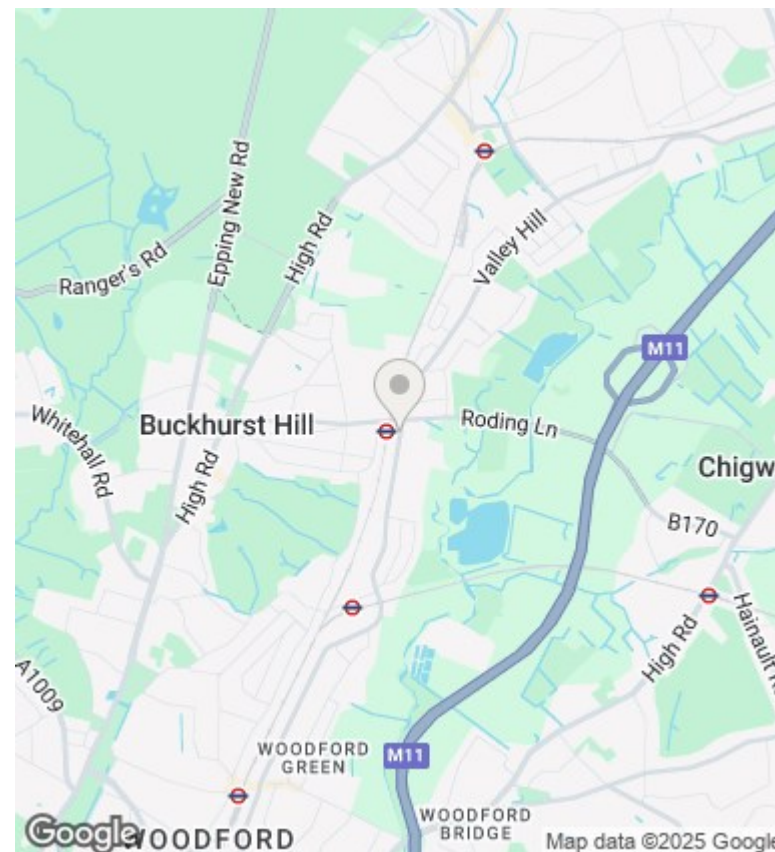 Epping New Rd
High Rd
Ranger's Rd
Valley Hill
M11
Buckhurst Hill
Roding Ln
Whitehall Rd
High Rd
Chigw
B170
Hainault R
High Rd
A1009
WOODFORD
GREEN
M11
WOODFORD
BRIDGE
Google
WOODFORD
Map data ©2025 Google